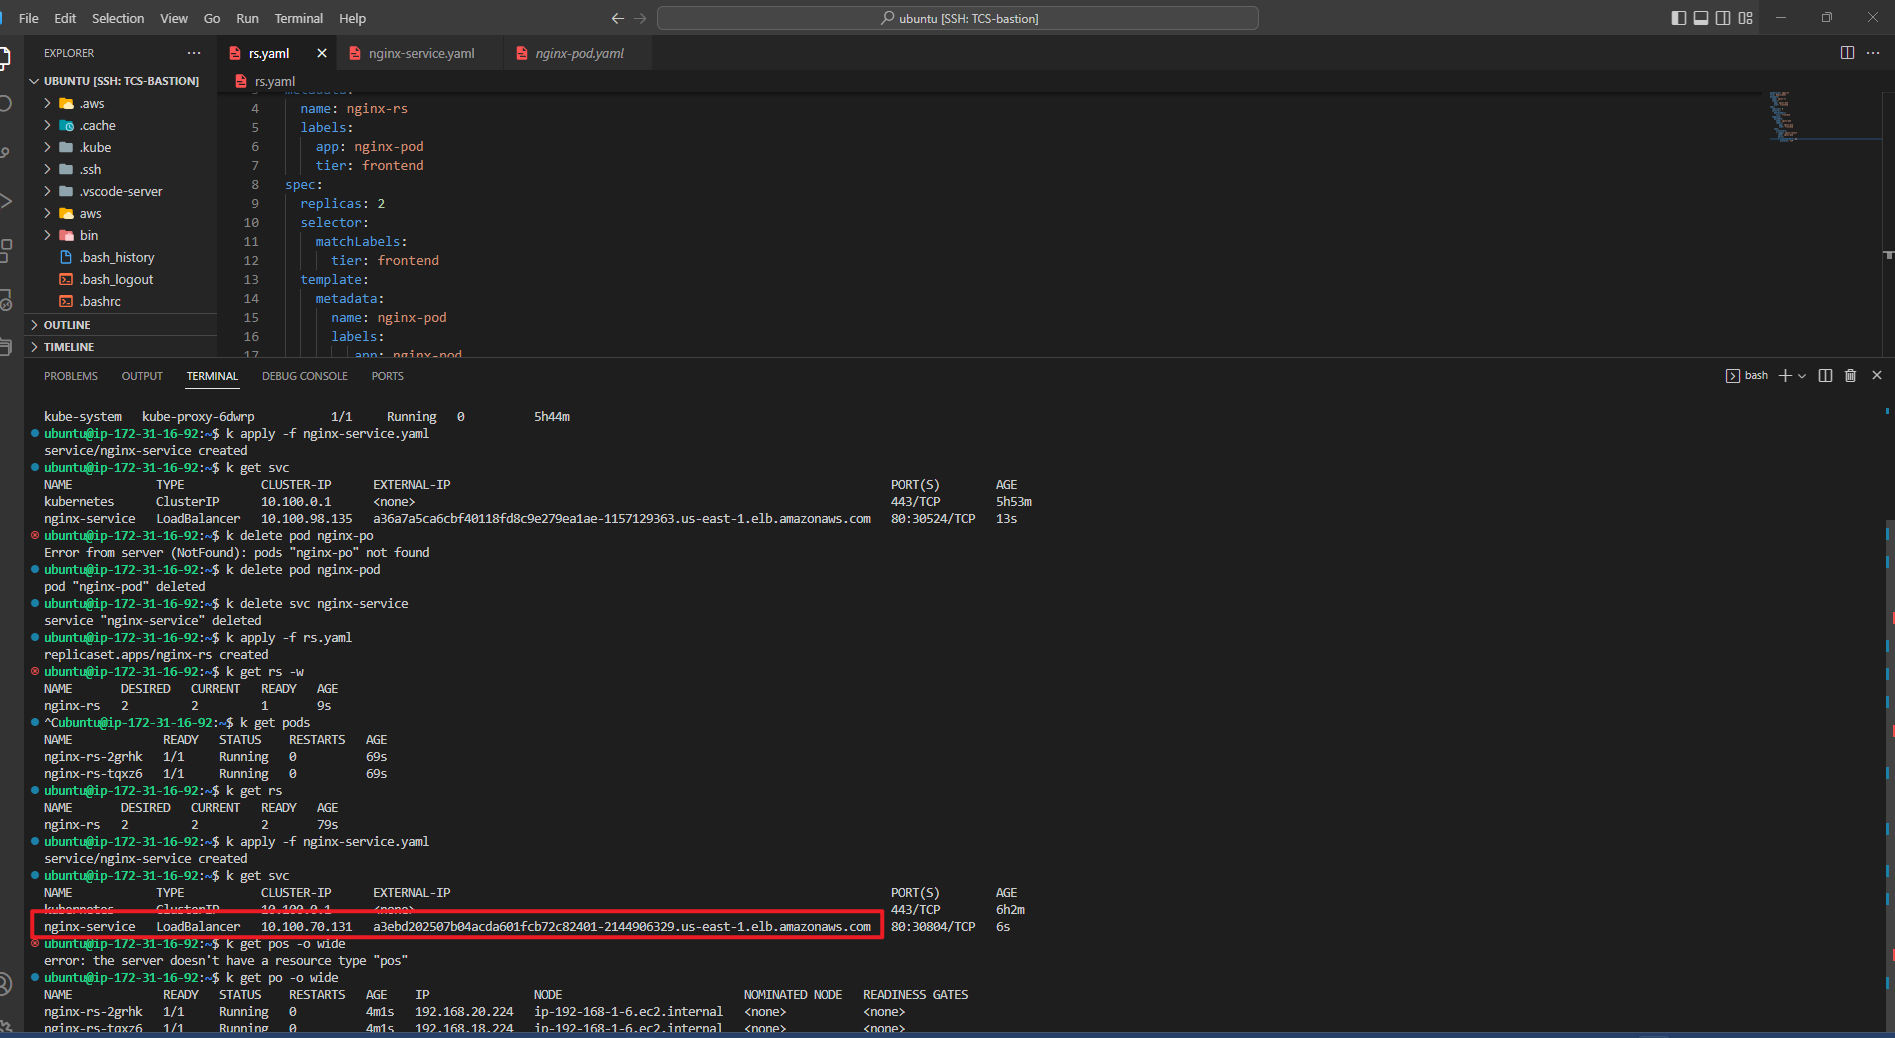 File Edit Selection View Go Run Terminal Help
ubuntu [SSH: TCS-bastion]
EXPLORER
UBUNTU [SSH: TCS-BASTION]
.aws
.cache
.kube
.ssh
.vscode-server
aws
bin
.bash_history
.bash_logout
.bashrc
OUTLINE
TIMELINE
rs.yaml nginx-service.yaml nginx-pod.yaml
rs.yaml
3 metadata:
4 name: nginx-rs
5 labels:
6 app: nginx-pod
7 tier: frontend
8 spec:
9 replicas: 2
10 selector:
11 matchLabels:
12 tier: frontend
13 template:
14 metadata:
15 name: nginx-pod
16 labels:
17 app: nginx-pod
PROBLEMS OUTPUT TERMINAL DEBUG CONSOLE PORTS
bash
kube-system kube-proxy-6dwrp 1/1 Running 0 5h44m
ubuntu@ip-172-31-16-92:~$ k apply -f nginx-service.yaml
service/nginx-service created
ubuntu@ip-172-31-16-92:~$ k get svc
NAME TYPE CLUSTER-IP EXTERNAL-IP PORT(S) AGE
kubernetes ClusterIP 10.100.0.1 <none> 443/TCP 5h53m
nginx-service LoadBalancer 10.100.98.135 a36a7a5ca6cbf40118fd8c9e279ea1ae-1157129363.us-east-1.elb.amazonaws.com 80:30524/TCP 13s
ubuntu@ip-172-31-16-92:~$ k delete pod nginx-po
Error from server (NotFound): pods "nginx-po" not found
ubuntu@ip-172-31-16-92:~$ k delete pod nginx-pod
pod "nginx-pod" deleted
ubuntu@ip-172-31-16-92:~$ k delete svc nginx-service
service "nginx-service" deleted
ubuntu@ip-172-31-16-92:~$ k apply -f rs.yaml
replicaset.apps/nginx-rs created
ubuntu@ip-172-31-16-92:~$ k get rs -w
NAME DESIRED CURRENT READY AGE
nginx-rs 2 2 1 9s
^Cubuntu@ip-172-31-16-92:~$ k get pods
NAME READY STATUS RESTARTS AGE
nginx-rs-2grhk 1/1 Running 0 69s
nginx-rs-tqxz6 1/1 Running 0 69s
ubuntu@ip-172-31-16-92:~$ k get rs
NAME DESIRED CURRENT READY AGE
nginx-rs 2 2 2 79s
ubuntu@ip-172-31-16-92:~$ k apply -f nginx-service.yaml
service/nginx-service created
ubuntu@ip-172-31-16-92:~$ k get svc
NAME TYPE CLUSTER-IP EXTERNAL-IP PORT(S) AGE
kubernetes ClusterIP 10.100.0.1 <none> 443/TCP 6h2m
nginx-service LoadBalancer 10.100.70.131 a3ebd202507b04acda601fcb72c82401-2144906329.us-east-1.elb.amazonaws.com 80:30804/TCP 6s
ubuntu@ip-172-31-16-92:~$ k get pos -o wide
error: the server doesn't have a resource type "pos"
ubuntu@ip-172-31-16-92:~$ k get po -o wide
NAME READY STATUS RESTARTS AGE IP NODE NOMINATED NODE READINESS GATES
nginx-rs-2grhk 1/1 Running 0 4m1s 192.168.20.224 ip-192-168-1-6.ec2.internal <none> <none>
nginx-rs-tqxz6 1/1 Running 0 4m1s 192.168.18.224 ip-192-168-1-6.ec2.internal <none> <none>